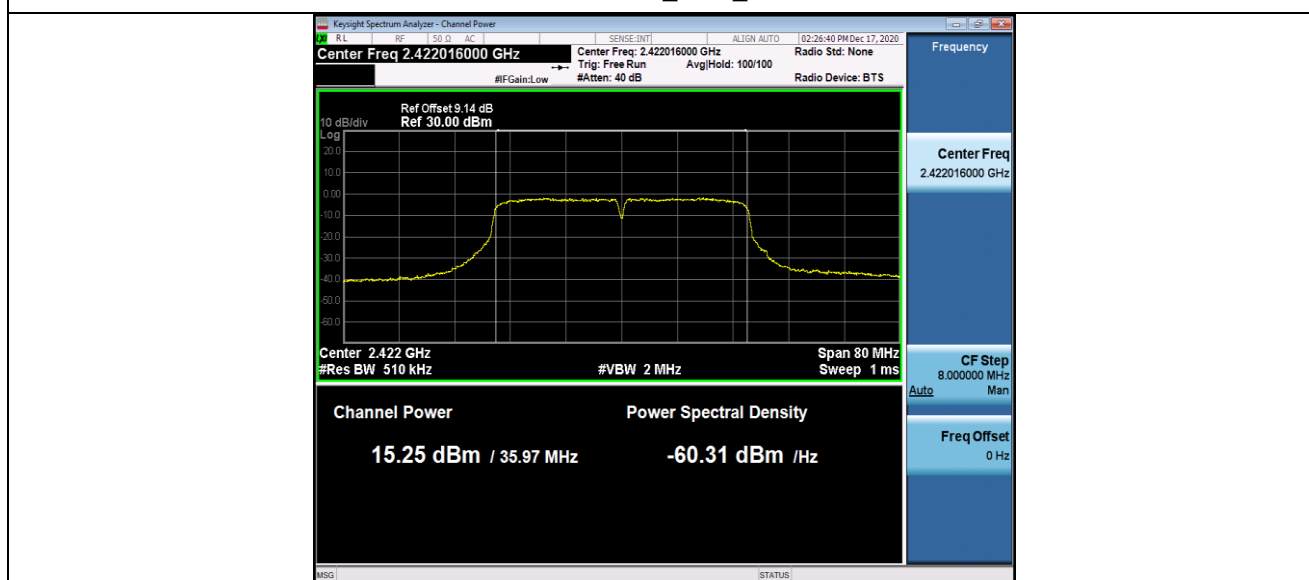 Keysight Spectrum Analyzer - Channel Power
RL RF 50 Ω AC SENSE:INT ALIGN AUTO 02:26:40 PM Dec 17, 2020
Center Freq 2.422016000 GHz
Center Freq: 2.422016000 GHz Radio Std: None
Trig: Free Run Avg|Hold: 100/100
#IFGain:Low #Atten: 40 dB Radio Device: BTS
Ref Offset 9.14 dB
10 dB/div Ref 30.00 dBm
Log
20.0
10.0
0.00
-10.0
-20.0
-30.0
-40.0
-50.0
-60.0
Center 2.422 GHz Span 80 MHz
#Res BW 510 kHz #VBW 2 MHz Sweep 1 ms
Channel Power Power Spectral Density
15.25 dBm / 35.97 MHz -60.31 dBm /Hz
MSG STATUS
Frequency
Center Freq
2.422016000 GHz
CF Step
8.000000 MHz
Auto Man
Freq Offset
0 Hz